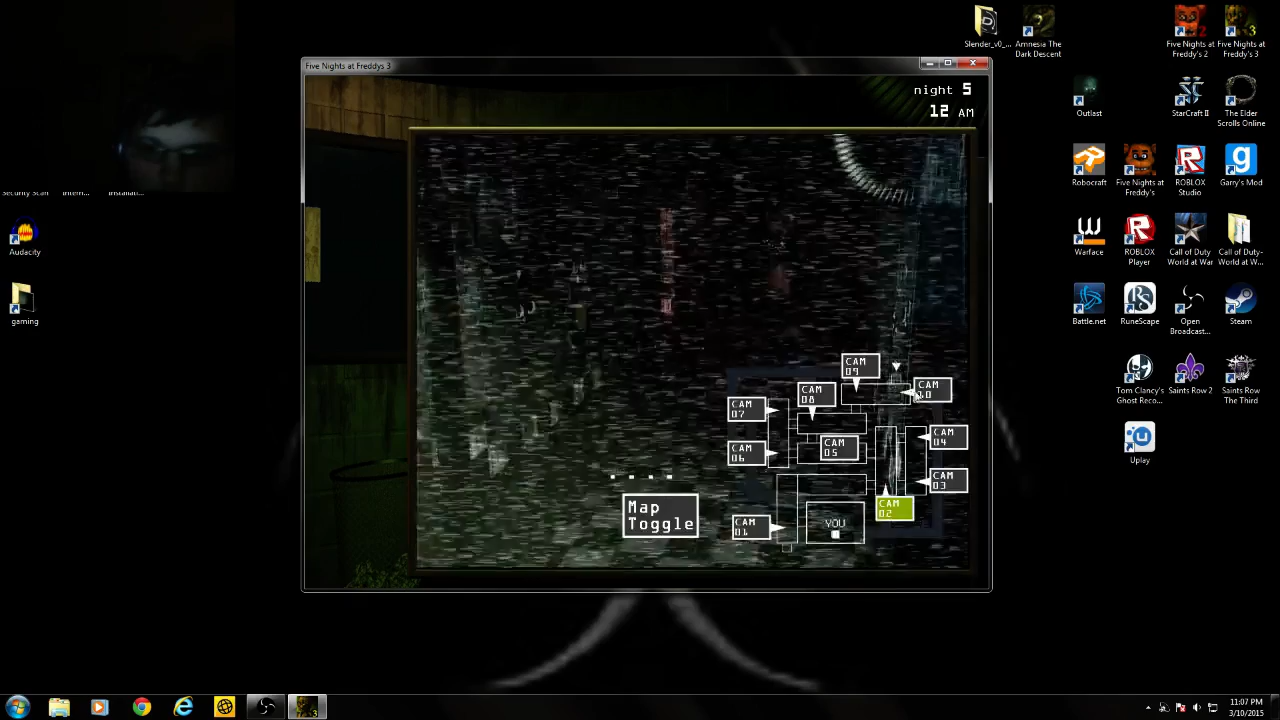 Slender_v0_...
Amnesia The
Dark Descent
Five Nights at
Freddy's 2
Five Nights at
Freddy's 3
Five Nights at Freddys 3
night 5
12 AM
Outlast
StarCraft II
The Elder
Scrolls Online
Robocraft
Five Nights at
Freddy's
ROBLOX
Studio
Garry's Mod
Security Scan
Intern...
Installati...
Audacity
Warface
ROBLOX
Player
Call of Duty
World at War
Call of Duty-
World at W...
gaming
Battle.net
RuneScape
Open
Broadcast...
Steam
CAM
09
CAM
10
CAM
08
CAM
07
CAM
04
CAM
05
CAM
06
CAM
03
Map
Toggle
CAM
02
CAM
01
YOU
Tom Clancy's
Ghost Reco...
Saints Row 2
Saints Row
The Third
Uplay
11:07 PM
3/10/2015